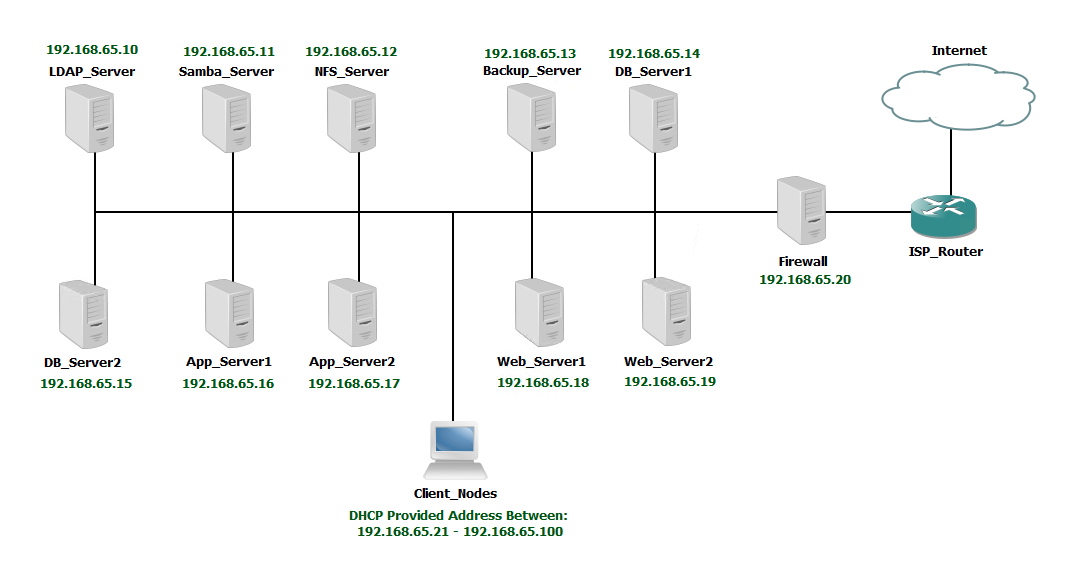 192.168.65.10
LDAP_Server
192.168.65.11
Samba_Server
192.168.65.12
NFS_Server
192.168.65.13
Backup_Server
192.168.65.14
DB_Server1
Internet
ISP_Router
Firewall
192.168.65.20
DB_Server2
192.168.65.15
App_Server1
192.168.65.16
App_Server2
192.168.65.17
Web_Server1
192.168.65.18
Web_Server2
192.168.65.19
Client_Nodes
DHCP Provided Address Between:
192.168.65.21 - 192.168.65.100